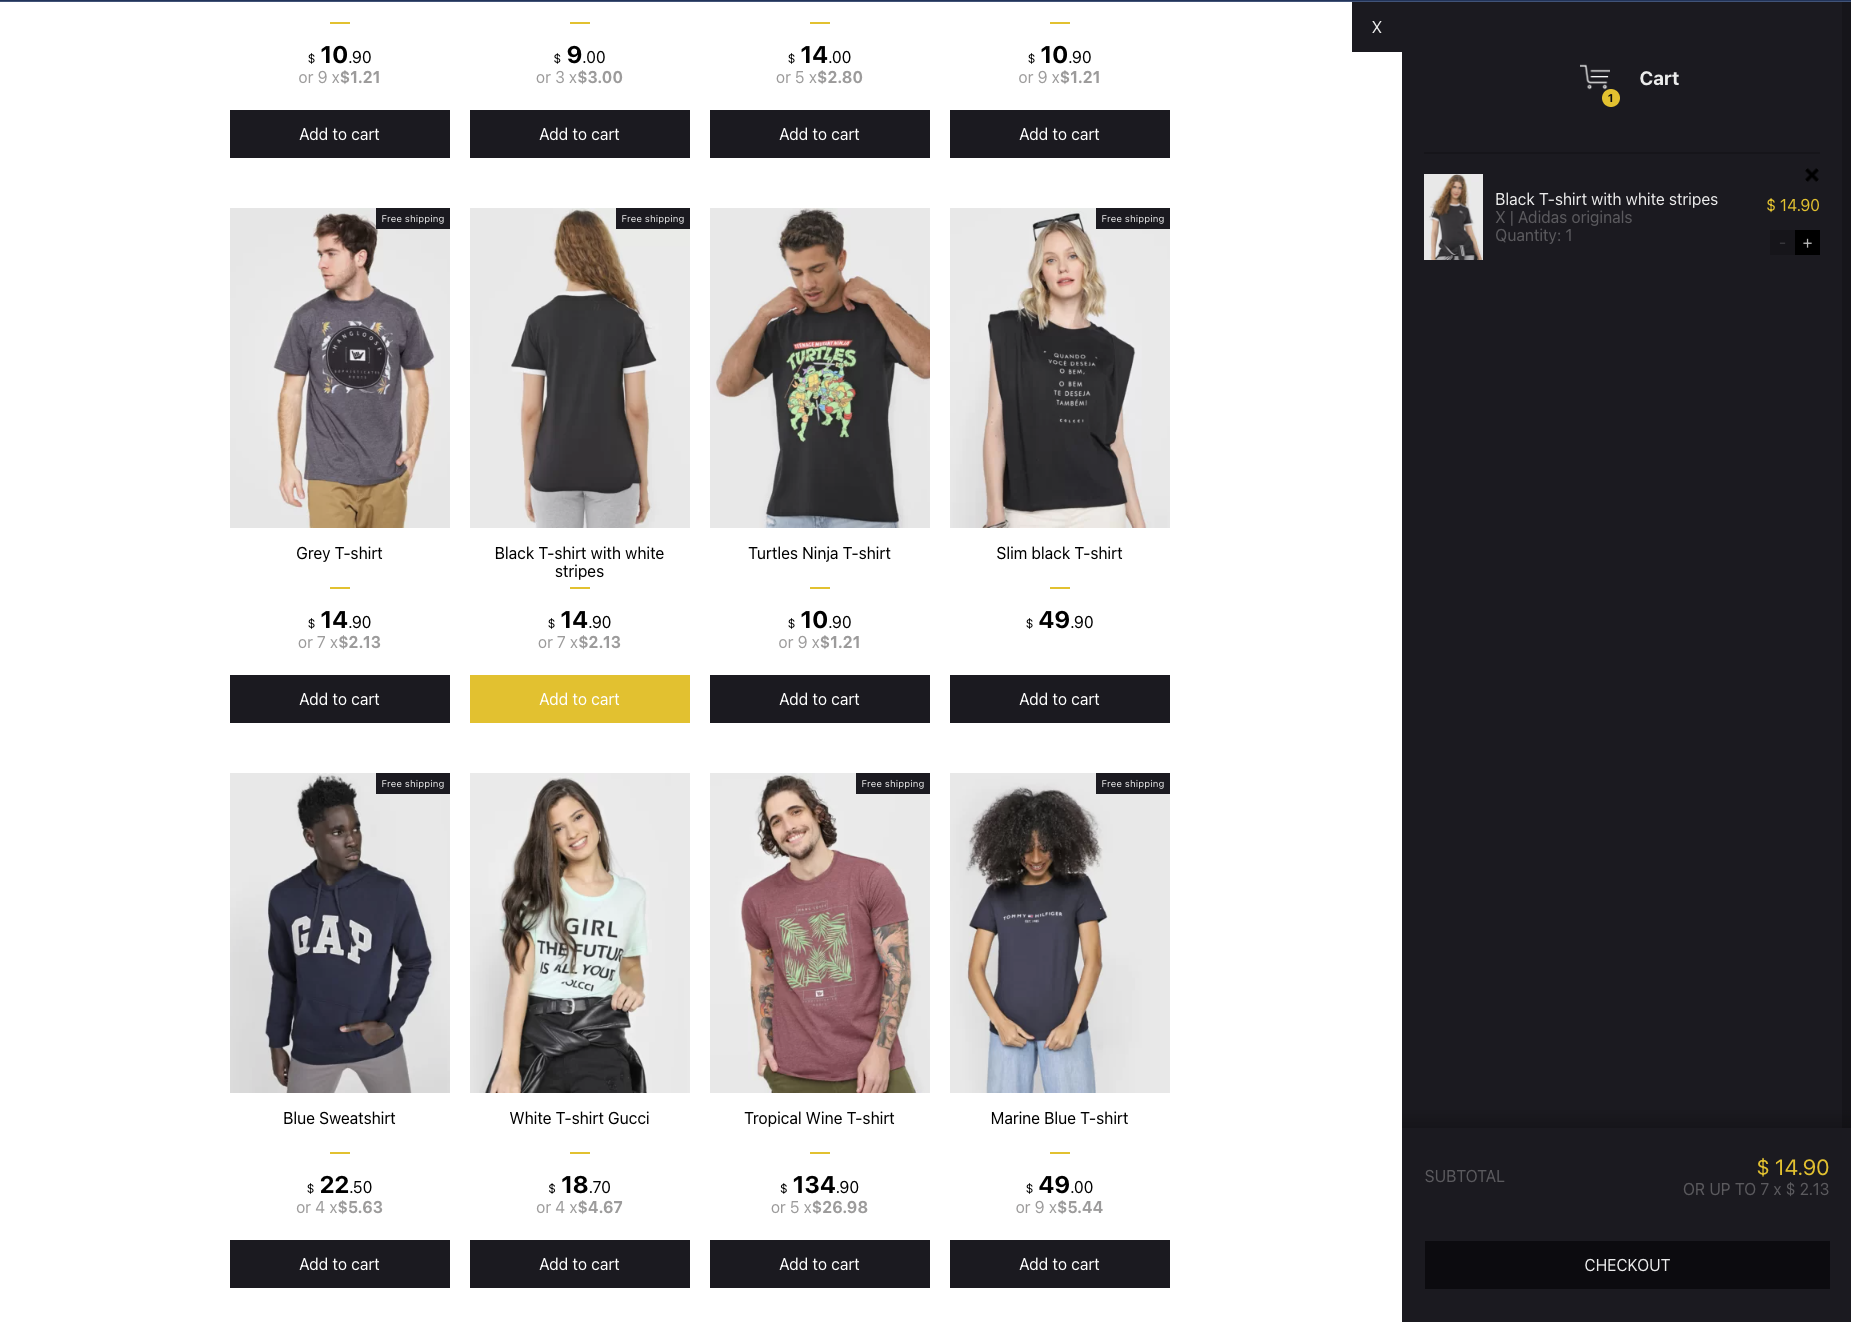 $ 10.90
or 9 x$1.21
Add to cart
$ 9.00
or 3 x$3.00
Add to cart
$ 14.00
or 5 x$2.80
Add to cart
$ 10.90
or 9 x$1.21
Add to cart
Free shipping
HANG LOOSE
Grey T-shirt
$ 14.90
or 7 x$2.13
Add to cart
Free shipping
Black T-shirt with white
stripes
$ 14.90
or 7 x$2.13
Add to cart
TEENAGE MUTANT NINJA
TURTLES
Turtles Ninja T-shirt
$ 10.90
or 9 x$1.21
Add to cart
Free shipping
QUANDO
VOCÊ DESEJA
O BEM,
O BEM
TE DESEJA
TAMBÉM!
COLCCI
Slim black T-shirt
$ 49.90
Add to cart
Free shipping
GAP
Blue Sweatshirt
$ 22.50
or 4 x$5.63
Add to cart
GIRL
THE FUTUR
IS ALL YOUR
OLCCI
White T-shirt Gucci
$ 18.70
or 4 x$4.67
Add to cart
Free shipping
Tropical Wine T-shirt
$ 134.90
or 5 x$26.98
Add to cart
Free shipping
TOMMY HILFIGER
Marine Blue T-shirt
$ 49.00
or 9 x$5.44
Add to cart
X
1
Cart
Black T-shirt with white stripes
X | Adidas originals
Quantity: 1
$ 14.90
- +
SUBTOTAL
$ 14.90
OR UP TO 7 x $ 2.13
CHECKOUT